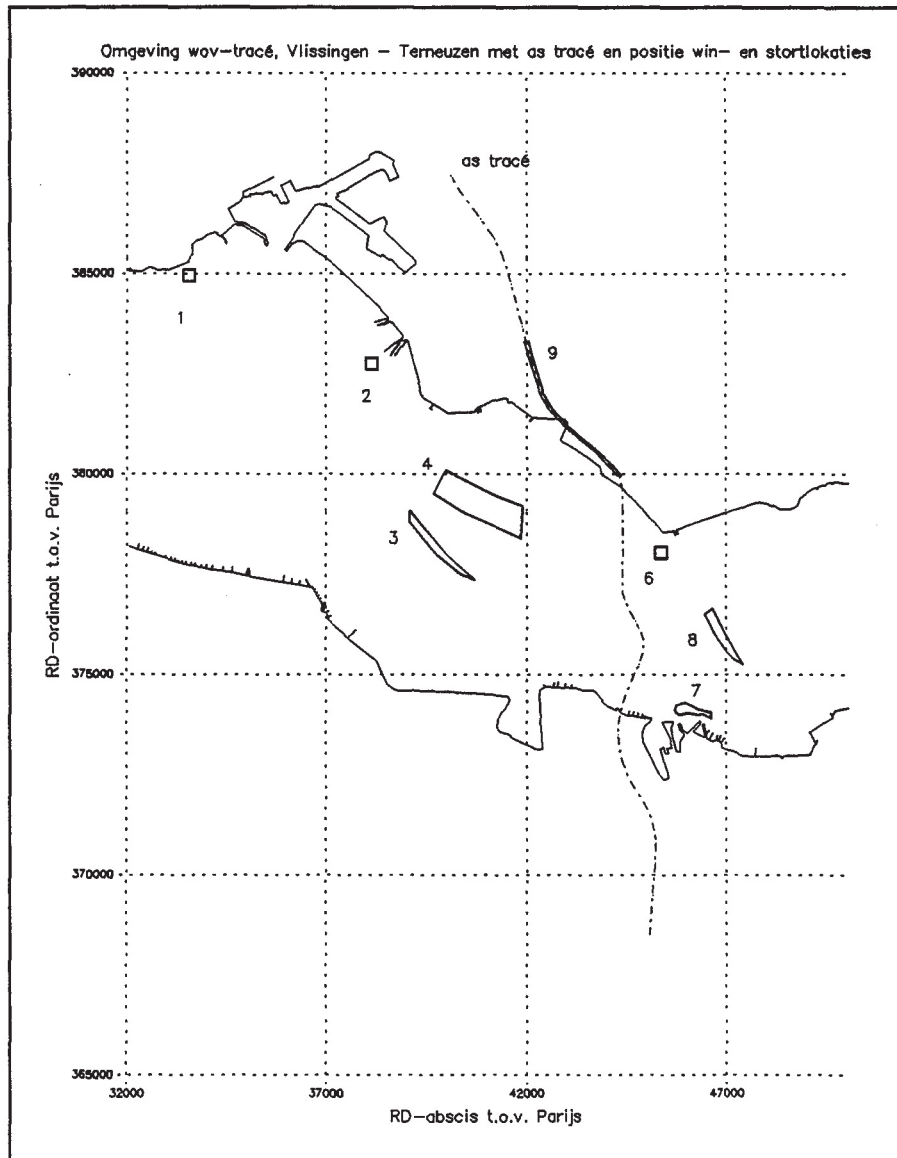 Omgeving wov-tracé, Vlissingen - Terneuzen met as tracé en positie win- en stortlokaties
390000
as tracé
385000
1
9
2
380000
4
3
6
8
375000
7
370000
365000
32000 37000 42000 47000
RD-abscis t.o.v. Parijs
RD-ordinaat t.o.v. Parijs